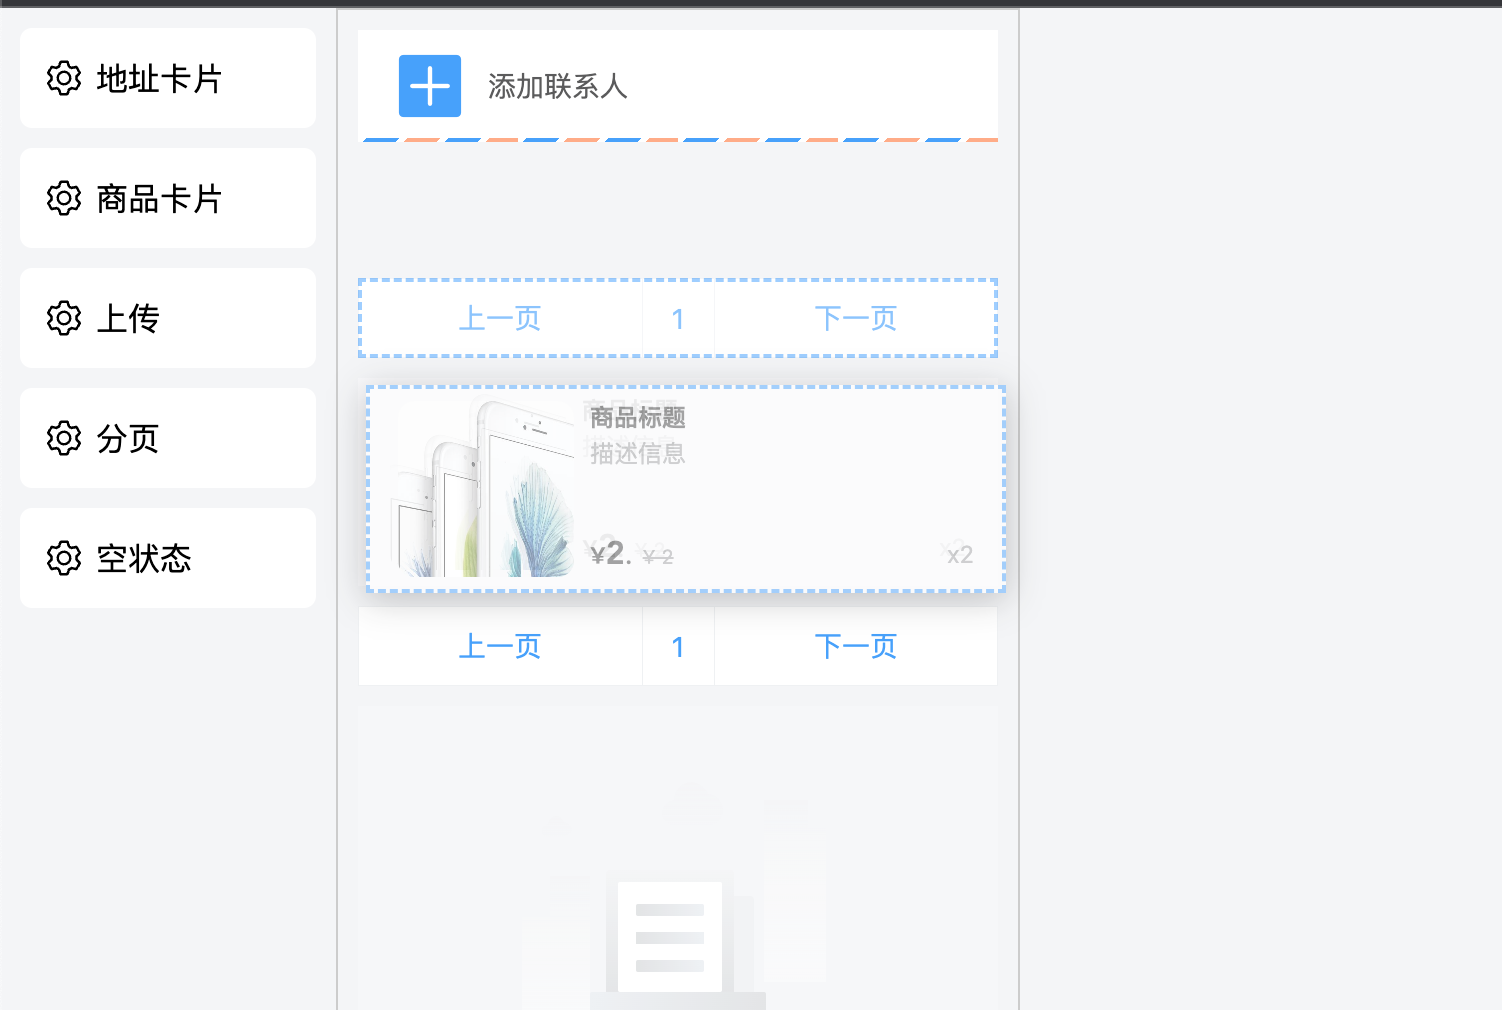 地址卡片
商品卡片
上传
分页
空状态
添加联系人
上一页 1 下一页
商品标题
描述信息
¥2. ¥2 x2
上一页 1 下一页